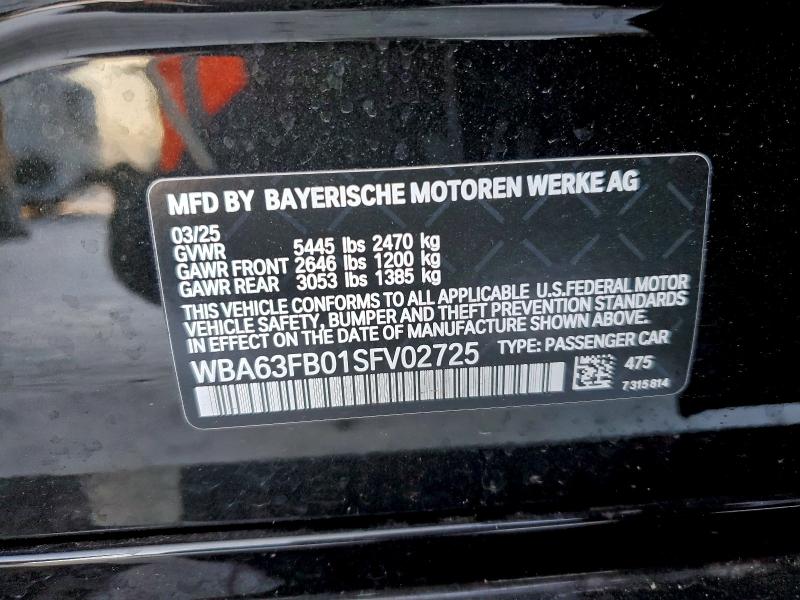 MFD BY BAYERISCHE MOTOREN WERKE AG
03/25
GVWR 5445 lbs 2470 kg
GAWR FRONT 2646 lbs 1200 kg
GAWR REAR 3053 lbs 1385 kg
THIS VEHICLE CONFORMS TO ALL APPLICABLE U.S.FEDERAL MOTOR
VEHICLE SAFETY, BUMPER AND THEFT PREVENTION STANDARDS
IN EFFECT ON THE DATE OF MANUFACTURE SHOWN ABOVE.
WBA63FB01SFV02725 TYPE: PASSENGER CAR
475
7315814